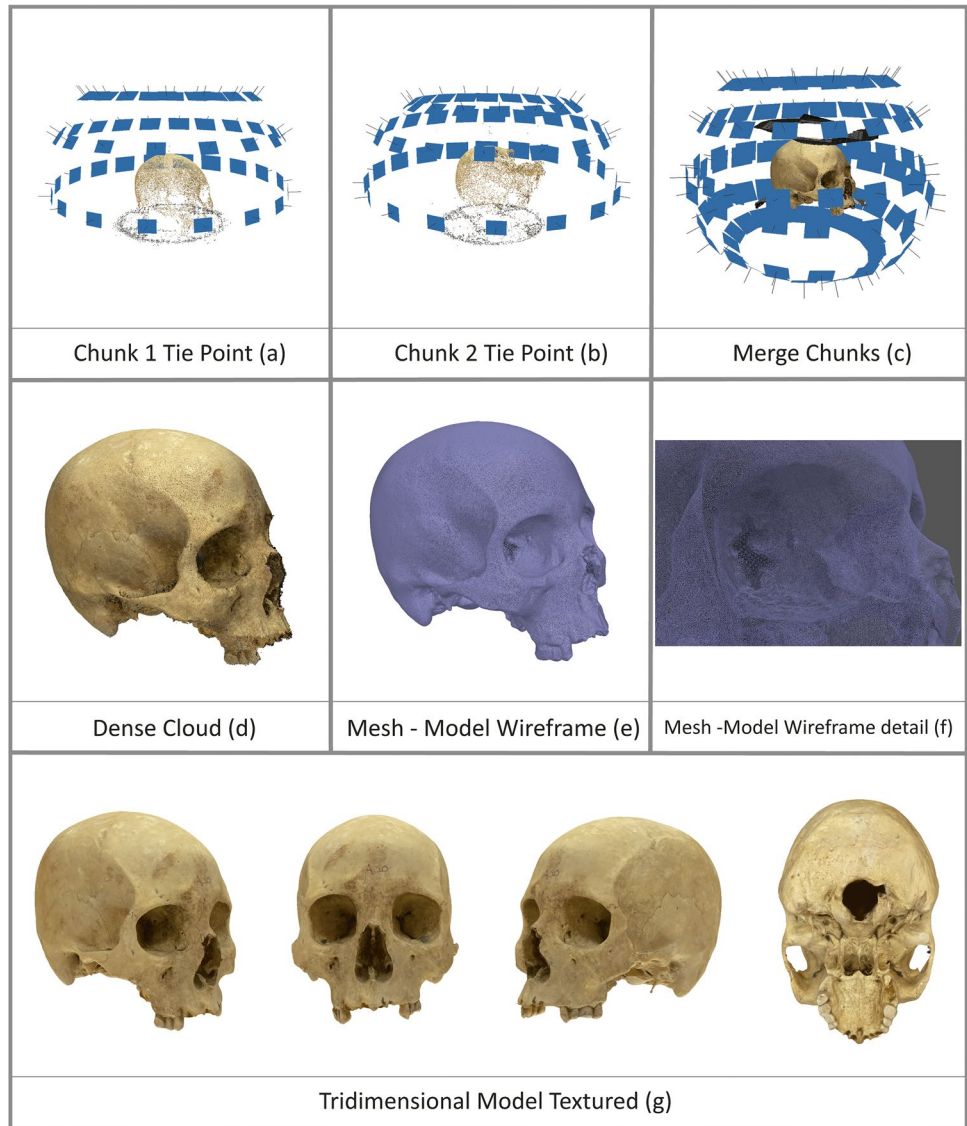 Chunk 1 Tie Point (a)
Chunk 2 Tie Point (b)
Merge Chunks (c)
Dense Cloud (d)
Mesh - Model Wireframe (e)
Mesh -Model Wireframe detail (f)
A.20
Tridimensional Model Textured (g)